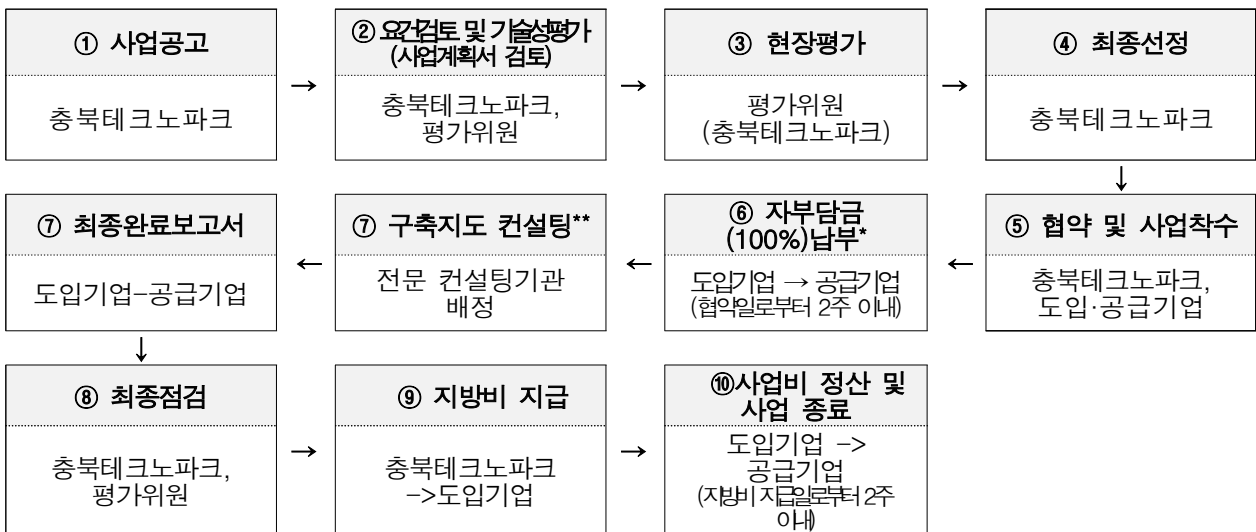 ① 사업공고
충북테크노파크
→
② 요건검토 및 기술성평가
(사업계획서 검토)
충북테크노파크,
평가위원
→
③ 현장평가
평가위원
(충북테크노파크)
→
④ 최종선정
충북테크노파크
↓
⑤ 협약 및 사업착수
충북테크노파크,
도입·공급기업
←
⑥ 자부담금
(100%)납부*
도입기업 → 공급기업
(협약일로부터 2주 이내)
←
⑦ 구축지도 컨설팅**
전문 컨설팅기관
배정
←
⑦ 최종완료보고서
도입기업-공급기업
↓
⑧ 최종점검
충북테크노파크,
평가위원
→
⑨ 지방비 지급
충북테크노파크
->도입기업
→
⑩사업비 정산 및
사업 종료
도입기업 ->
공급기업
(지방비 지급일로부터 2주
이내)